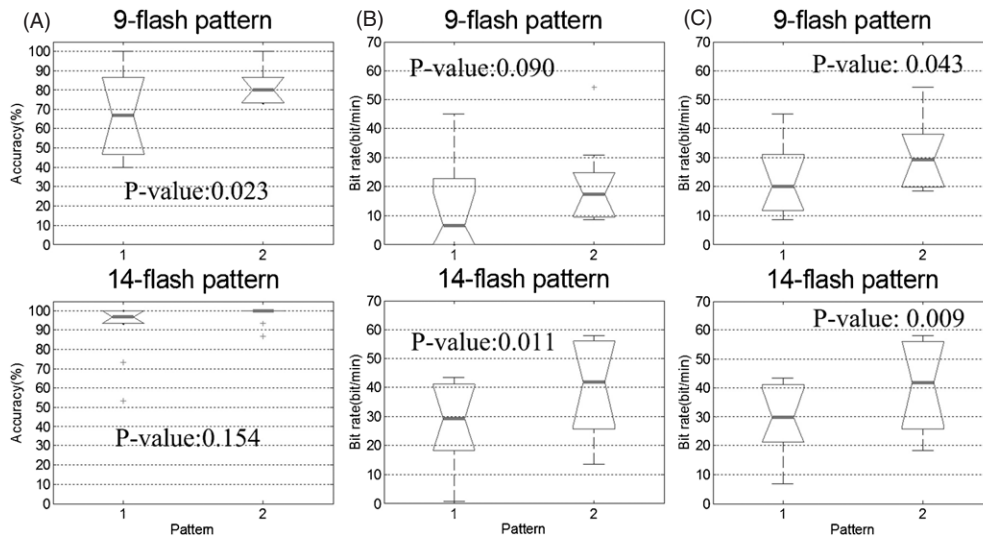 (A)
9-flash pattern
Accuracy(%)
100
90
80
70
60
50
40
30
20
10
0
P-value:0.023
1
2
(B)
9-flash pattern
Bit rate(bit/min)
70
60
50
40
30
20
10
0
P-value:0.090
1
2
(C)
9-flash pattern
Bit rate(bit/min)
70
60
50
40
30
20
10
0
P-value: 0.043
1
2
14-flash pattern
Accuracy(%)
100
90
80
70
60
50
40
30
20
10
0
P-value:0.154
1
2
Pattern
14-flash pattern
Bit rate(bit/min)
70
60
50
40
30
20
10
0
P-value:0.011
1
2
Pattern
14-flash pattern
Bit rate(bit/min)
70
60
50
40
30
20
10
0
P-value: 0.009
1
2
Pattern